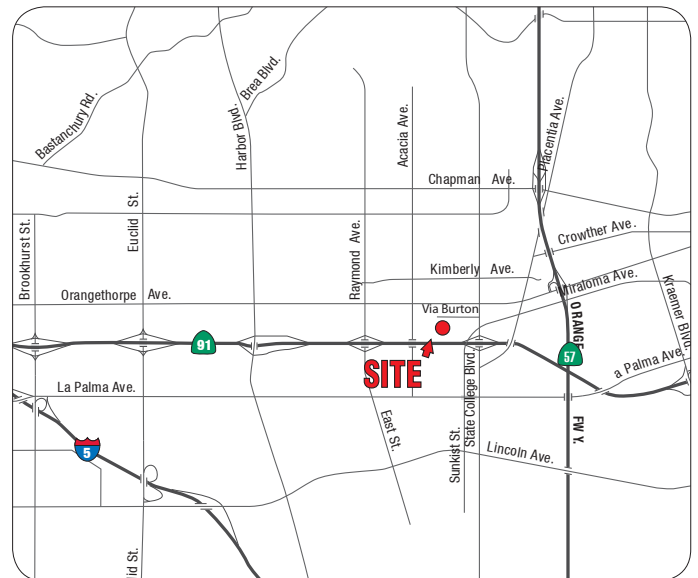 Brea Blvd.
Bastanchury Rd.
Harbor Blvd.
Acacia Ave.
Placentia Ave.
Chapman Ave.
Euclid St.
Brookhurst St.
Raymond Ave.
Crowther Ave.
Kimberly Ave.
Miraloma Ave.
Orangethorpe Ave.
Kraemer Blvd.
Via Burton
ORANGE
91
57
SITE
a Palma Ave.
La Palma Ave.
State College Blvd.
East St.
FWY.
Sunkist St.
Lincoln Ave.
5
lid St.